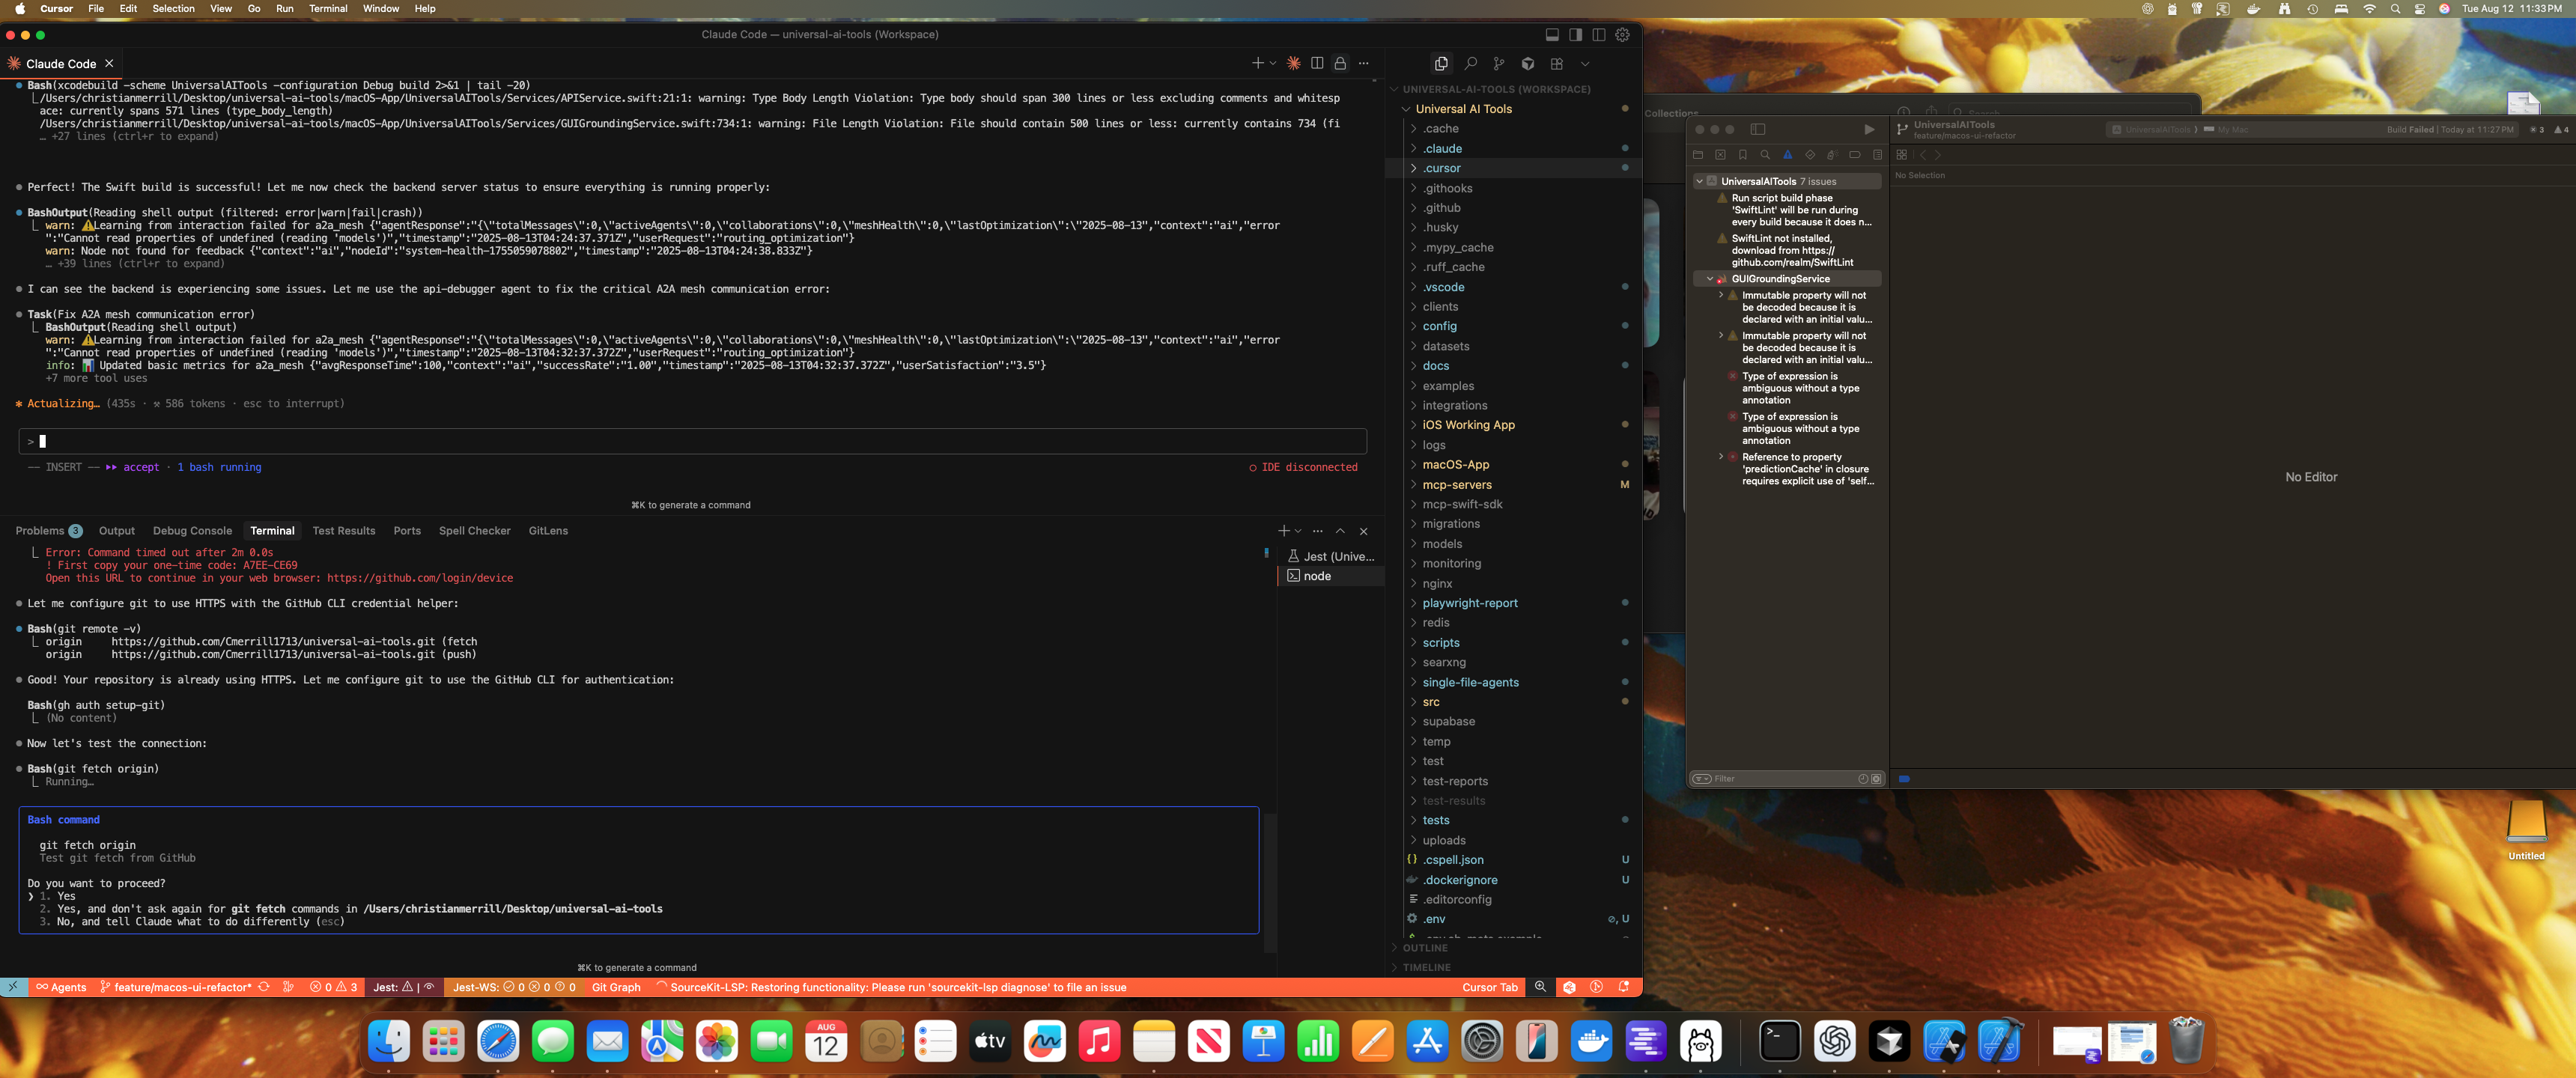 Cursor File Edit Selection View Go Run Terminal Window Help
Tue Aug 12 11:33 PM
Claude Code — universal-ai-tools (Workspace)
Claude Code
Bash(xcodebuild -scheme UniversalAITools -configuration Debug build 2>&1 | tail -20)
/Users/christianmerrill/Desktop/universal-ai-tools/macOS-App/UniversalAITools/Services/APIService.swift:21:1: warning: Type Body Length Violation: Type body should span 300 lines or less excluding comments and whitesp
ace: currently spans 571 lines (type_body_length)
/Users/christianmerrill/Desktop/universal-ai-tools/macOS-App/UniversalAITools/Services/GUIGroundingService.swift:734:1: warning: File Length Violation: File should contain 500 lines or less: currently contains 734 (fi
… +27 lines (ctrl+r to expand)
Perfect! The Swift build is successful! Let me now check the backend server status to ensure everything is running properly:
BashOutput(Reading shell output (filtered: error|warn|fail|crash))
warn: ⚠️Learning from interaction failed for a2a_mesh {"agentResponse":"{\"totalMessages\":0,\"activeAgents\":0,\"collaborations\":0,\"meshHealth\":0,\"lastOptimization\":\"2025-08-13","context":"ai","error
":"Cannot read properties of undefined (reading 'models')","timestamp":"2025-08-13T04:24:37.371Z","userRequest":"routing_optimization"}
warn: Node not found for feedback {"context":"ai","nodeId":"system-health-1755059078802","timestamp":"2025-08-13T04:24:38.833Z"}
… +39 lines (ctrl+r to expand)
I can see the backend is experiencing some issues. Let me use the api-debugger agent to fix the critical A2A mesh communication error:
Task(Fix A2A mesh communication error)
BashOutput(Reading shell output)
warn: ⚠️Learning from interaction failed for a2a_mesh {"agentResponse":"{\"totalMessages\":0,\"activeAgents\":0,\"collaborations\":0,\"meshHealth\":0,\"lastOptimization\":\"2025-08-13","context":"ai","error
":"Cannot read properties of undefined (reading 'models')","timestamp":"2025-08-13T04:32:37.372Z","userRequest":"routing_optimization"}
info: 📊 Updated basic metrics for a2a_mesh {"avgResponseTime":100,"context":"ai","successRate":"1.00","timestamp":"2025-08-13T04:32:37.372Z","userSatisfaction":"3.5"}
+7 more tool uses
Actualizing… (435s · ⚒ 586 tokens · esc to interrupt)
>
-- INSERT -- ⏵⏵ accept · 1 bash running
IDE disconnected
⌘K to generate a command
Problems 3 Output Debug Console Terminal Test Results Ports Spell Checker GitLens
Error: Command timed out after 2m 0.0s
! First copy your one-time code: A7EE-CE69
Open this URL to continue in your web browser: https://github.com/login/device
Let me configure git to use HTTPS with the GitHub CLI credential helper:
Bash(git remote -v)
origin https://github.com/Cmerrill1713/universal-ai-tools.git (fetch
origin https://github.com/Cmerrill1713/universal-ai-tools.git (push)
Good! Your repository is already using HTTPS. Let me configure git to use the GitHub CLI for authentication:
Bash(gh auth setup-git)
(No content)
Now let's test the connection:
Bash(git fetch origin)
Running…
Bash command
git fetch origin
Test git fetch from GitHub
Do you want to proceed?
❯ 1. Yes
2. Yes, and don't ask again for git fetch commands in /Users/christianmerrill/Desktop/universal-ai-tools
3. No, and tell Claude what to do differently (esc)
⌘K to generate a command
Jest (Unive...
node
UNIVERSAL-AI-TOOLS (WORKSPACE)
Universal AI Tools
.cache
.claude
.cursor
.githooks
.github
.husky
.mypy_cache
.ruff_cache
.vscode
clients
config
datasets
docs
examples
integrations
iOS Working App
logs
macOS-App
mcp-servers M
mcp-swift-sdk
migrations
models
monitoring
nginx
playwright-report
redis
scripts
searxng
single-file-agents
src
supabase
temp
test
test-reports
test-results
tests
uploads
.cspell.json U
.dockerignore U
.editorconfig
.env U
OUTLINE
TIMELINE
Agents feature/macos-ui-refactor* 0 3 Jest: Jest-WS: 0 0 0 Git Graph SourceKit-LSP: Restoring functionality: Please run 'sourcekit-lsp diagnose' to file an issue
Cursor Tab
Collections
Search
UniversalAITools
feature/macos-ui-refactor
UniversalAITools My Mac
Build Failed | Today at 11:27 PM 3 4
No Selection
UniversalAITools 7 issues
Run script build phase
'SwiftLint' will be run during
every build because it does n...
SwiftLint not installed,
download from https://
github.com/realm/SwiftLint
GUIGroundingService
Immutable property will not
be decoded because it is
declared with an initial valu...
Immutable property will not
be decoded because it is
declared with an initial valu...
Type of expression is
ambiguous without a type
annotation
Type of expression is
ambiguous without a type
annotation
Reference to property
'predictionCache' in closure
requires explicit use of 'self...
Filter
No Editor
Untitled
AUG
12
tv